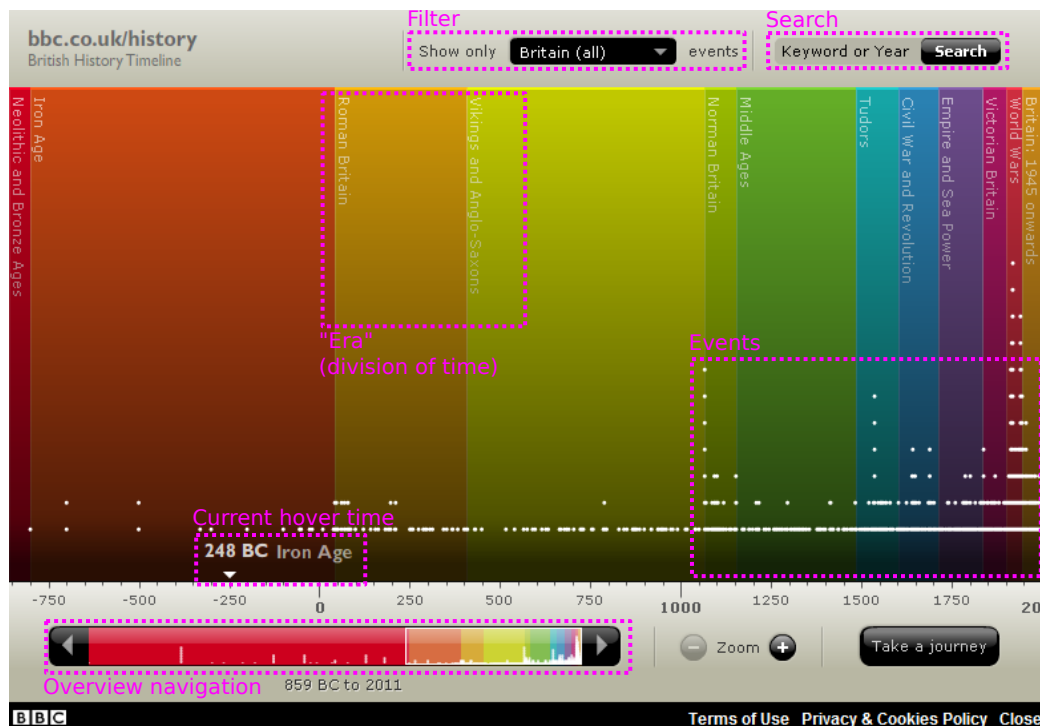 Filter
Search
bbc.co.uk/history
British History Timeline
Show only
Britain (all)
events
Keyword or Year
Search
Neolithic and Bronze Ages
Iron Age
Roman Britain
Vikings and Anglo-Saxons
Norman Britain
Middle Ages
Tudors
Civil War and Revolution
Empire and Sea Power
Victorian Britain
World Wars
Britain: 1945 onwards
"Era"
(division of time)
Events
Current hover time
248 BC Iron Age
-750 -500 -250 0 250 500 750 1000 1250 1500 1750 20
Zoom
Take a journey
Overview navigation
859 BC to 2011
BBC
Terms of Use Privacy & Cookies Policy Close